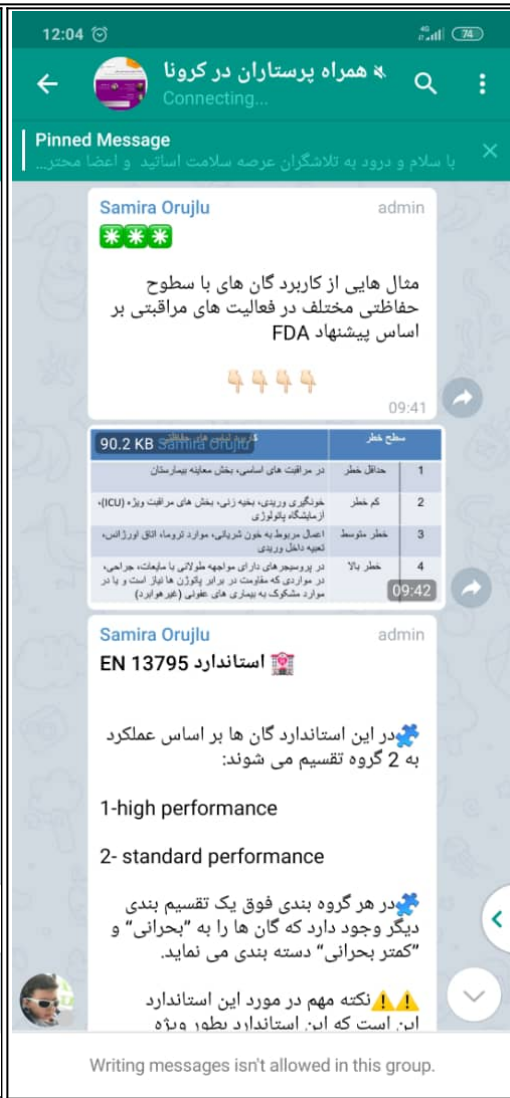 12:04
4G
74
همراه پرستاران در کرونا
Connecting...
Pinned Message
با سلام و درود به تلاشگران عرصه سلامت اساتید و اعضا محتر...
Samira Orujlu admin
مثال هایی از کاربرد گان های با سطوح
حفاظتی مختلف در فعالیت های مراقبتی بر
اساس پیشنهاد FDA
09:41
90.2 KB Samira Orujlu
سطح خطر
1 حداقل خطر در مراقبت های اساسی، بخش معاینه بیمارستان
2 کم خطر خونگیری وریدی، بخیه زنی، بخش های مراقبت ویژه (ICU)،
آزمایشگاه پاتولوژی
3 خطر متوسط اعمال مربوط به خون شریانی، موارد تروما، اتاق اورژانس،
تعبیه داخل وریدی
4 خطر بالا در پروسیجر های دارای مواجهه طولانی با مایعات، جراحی،
در مواردی که مقاومت در برابر پاتوژن ها نیاز است و یا در
موارد مشکوک به بیماری های عفونی (غیر هوابرد)
09:42
Samira Orujlu admin
استاندارد EN 13795
در این استاندارد گان ها بر اساس عملکرد
به 2 گروه تقسیم می شوند:
1-high performance
2- standard performance
در هر گروه بندی فوق یک تقسیم بندی
دیگر وجود دارد که گان ها را به ”بحرانی” و
”کمتر بحرانی” دسته بندی می نماید.
نکته مهم در مورد این استاندارد
این است که این استاندارد بطور ویژه
Writing messages isn't allowed in this group.